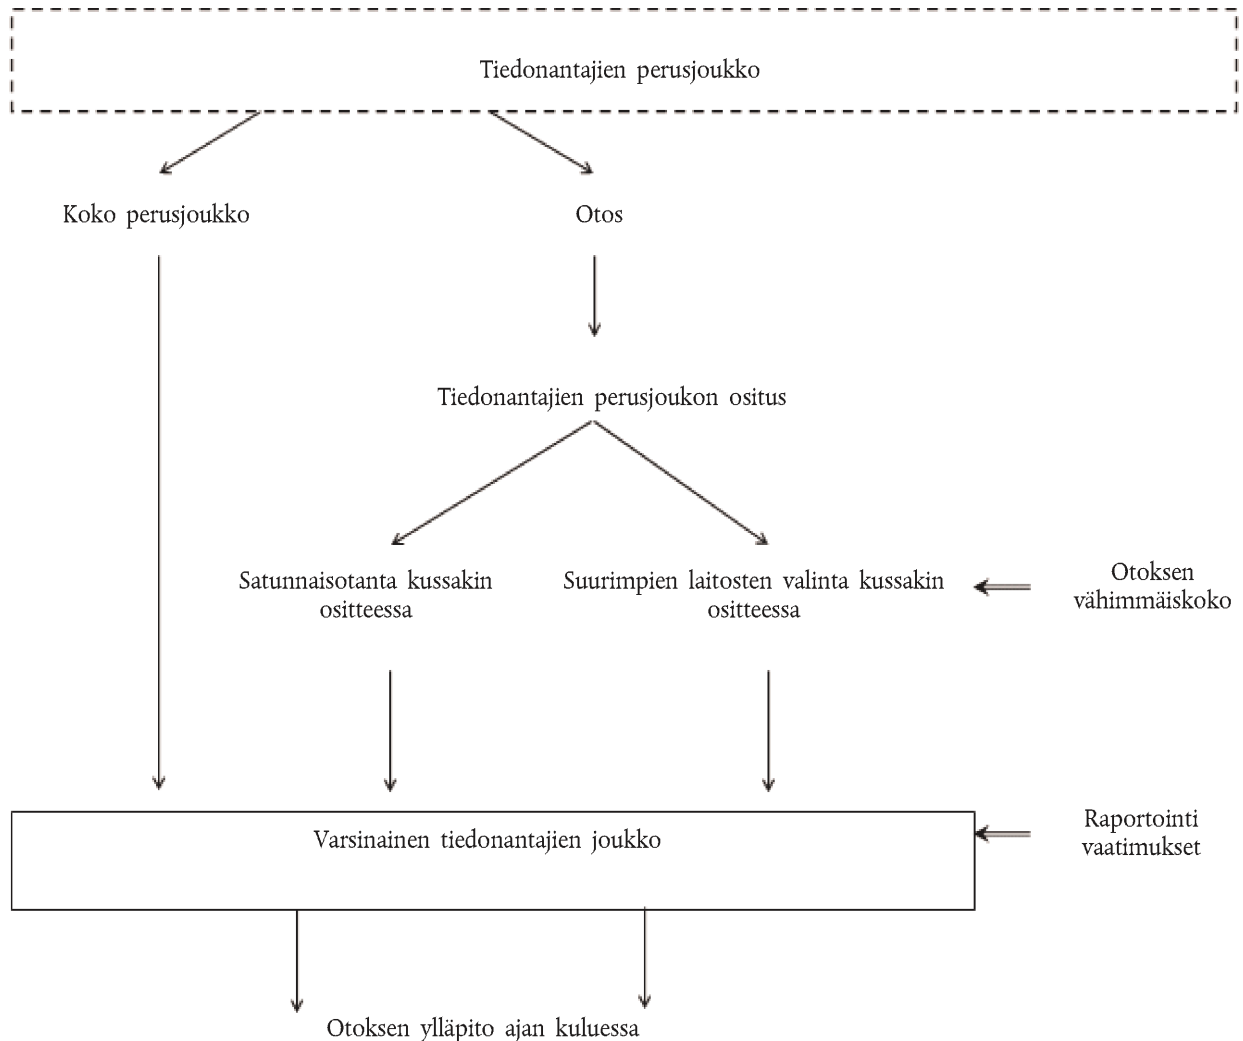 Tiedonantajien perusjoukko
Koko perusjoukko
Otos
Tiedonantajien perusjoukon ositus
Satunnaisotanta kussakin
ositteessa
Suurimpien laitosten valinta kussakin
ositteessa
Otoksen
vähimmäiskoko
Varsinainen tiedonantajien joukko
Raportointi
vaatimukset
Otoksen ylläpito ajan kuluessa